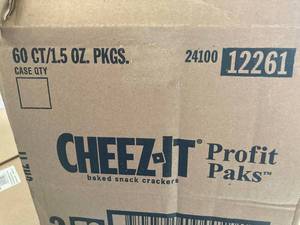 60 CT/1.5 OZ. PKGS.
24100 12261
CASE QTY
CHEEZ-IT® Profit
baked snack crackers Paks™